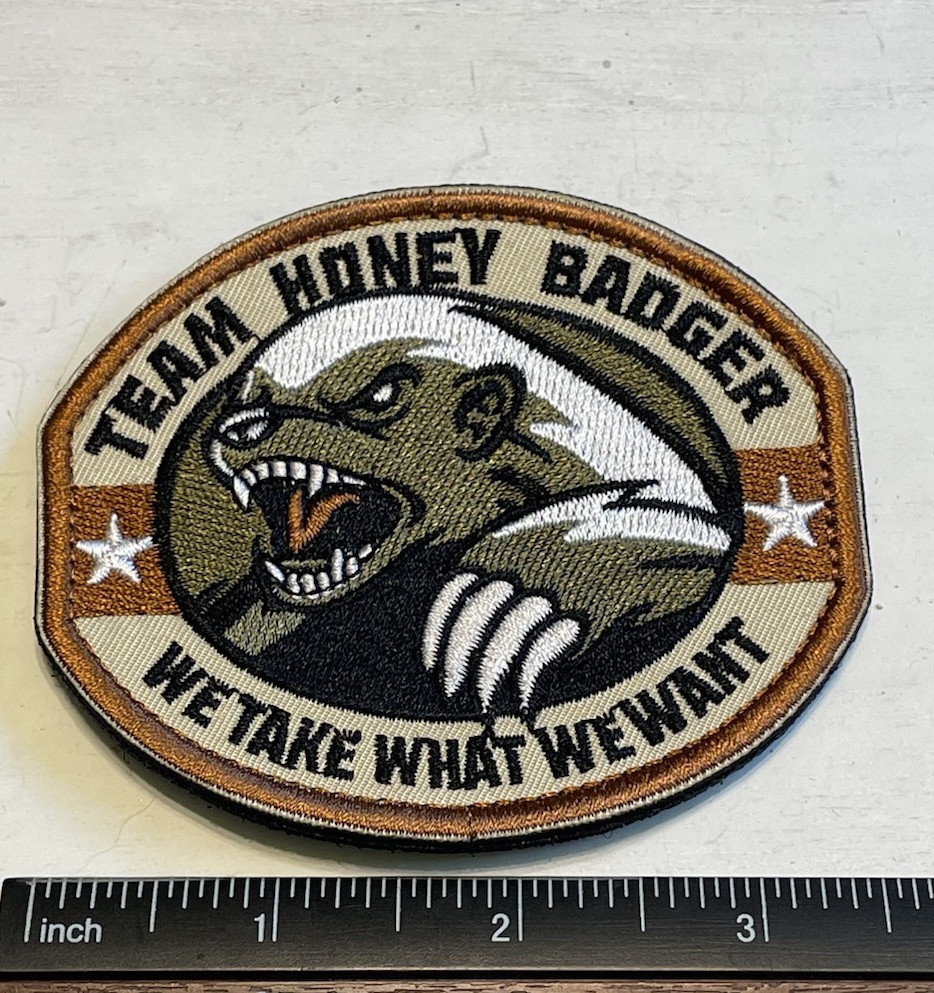 TEAM HONEY BADGER
WE TAKE WHAT WE WANT
inch 1 2 3